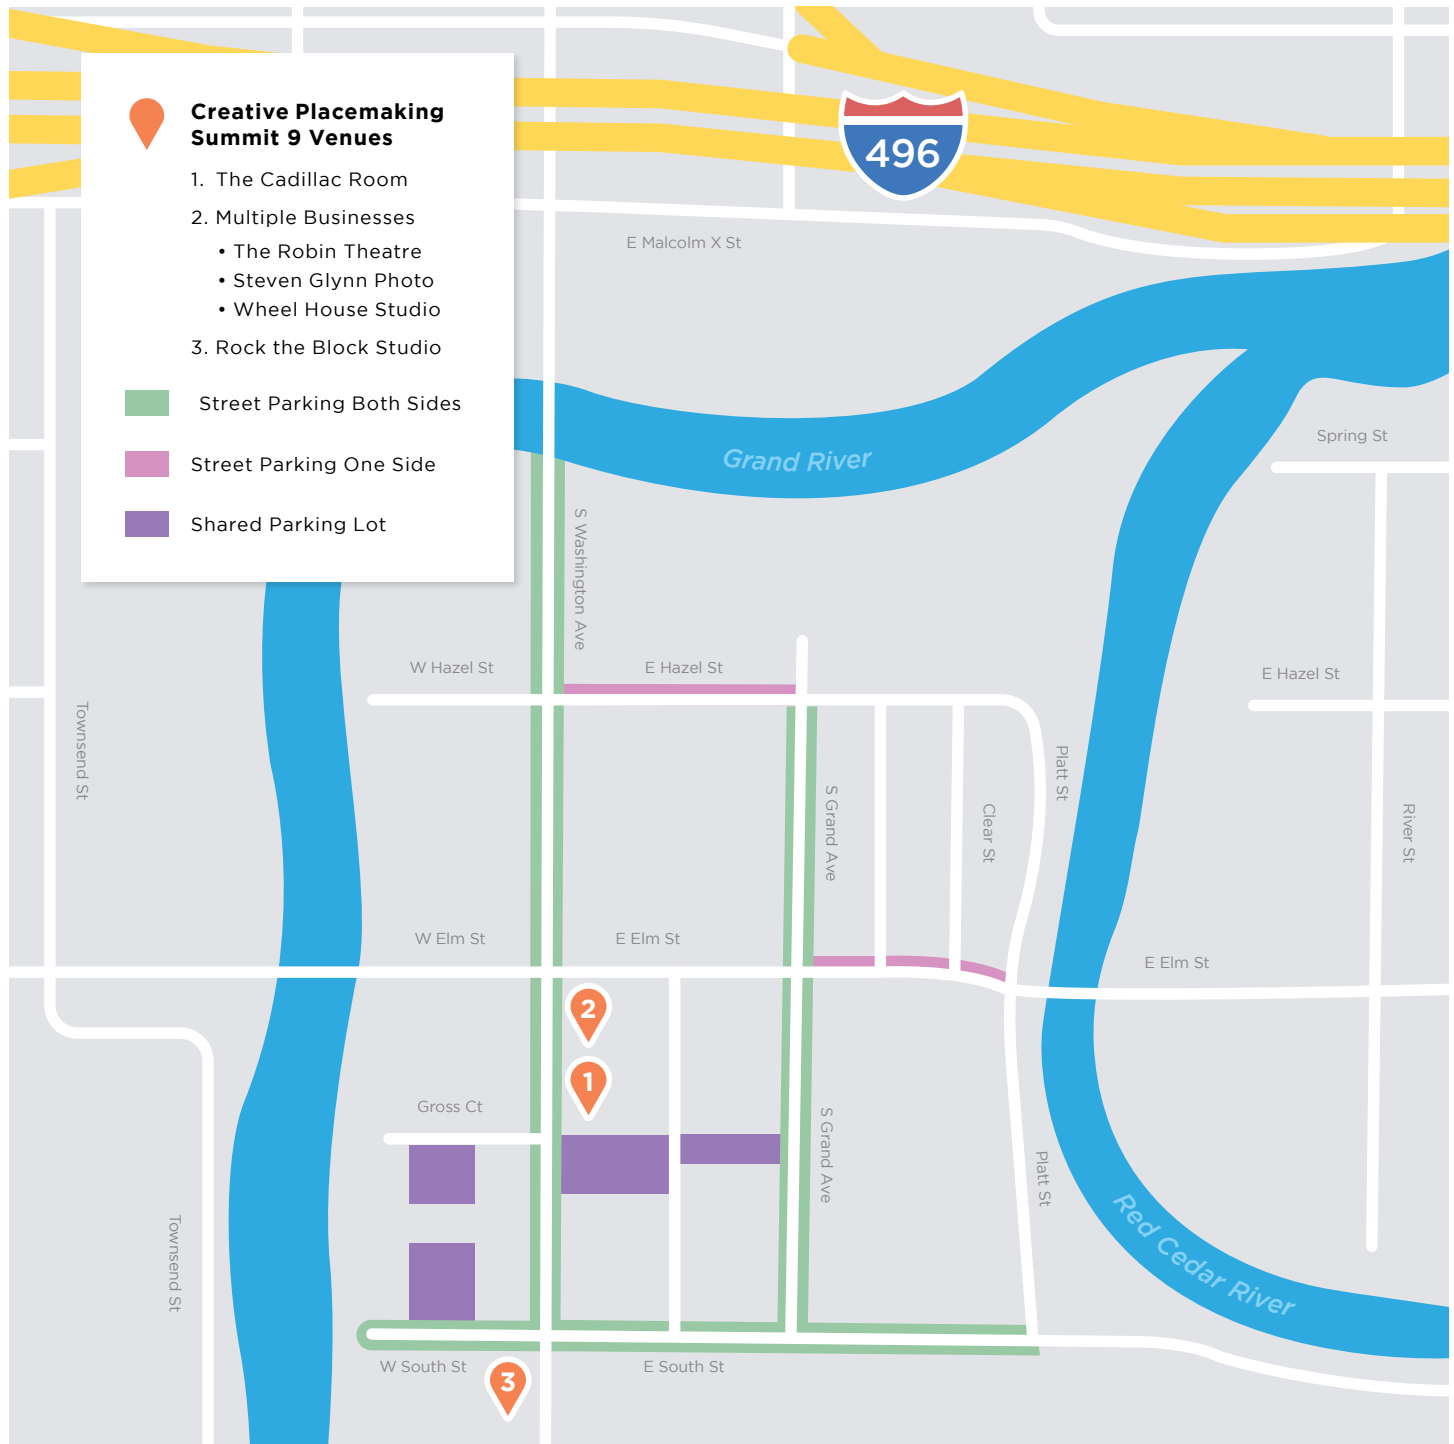 Creative Placemaking
Summit 9 Venues
1. The Cadillac Room
2. Multiple Businesses
• The Robin Theatre
• Steven Glynn Photo
• Wheel House Studio
3. Rock the Block Studio
Street Parking Both Sides
Street Parking One Side
Shared Parking Lot
496
E Malcolm X St
Grand River
Spring St
S Washington Ave
W Hazel St
E Hazel St
E Hazel St
Townsend St
Platt St
S Grand Ave
Clear St
River St
W Elm St
E Elm St
E Elm St
2
1
Gross Ct
S Grand Ave
Platt St
Red Cedar River
Townsend St
W South St
E South St
3